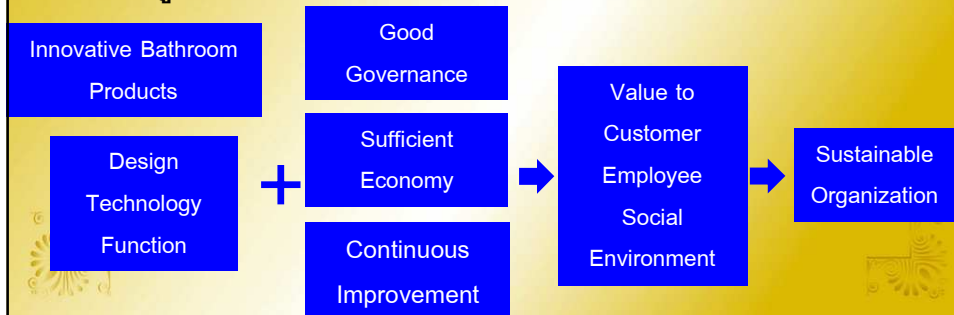 Innovative Bathroom
Products
Design
Technology
Function
+
Good
Governance
Sufficient
Economy
Continuous
Improvement
Value to
Customer
Employee
Social
Environment
Sustainable
Organization